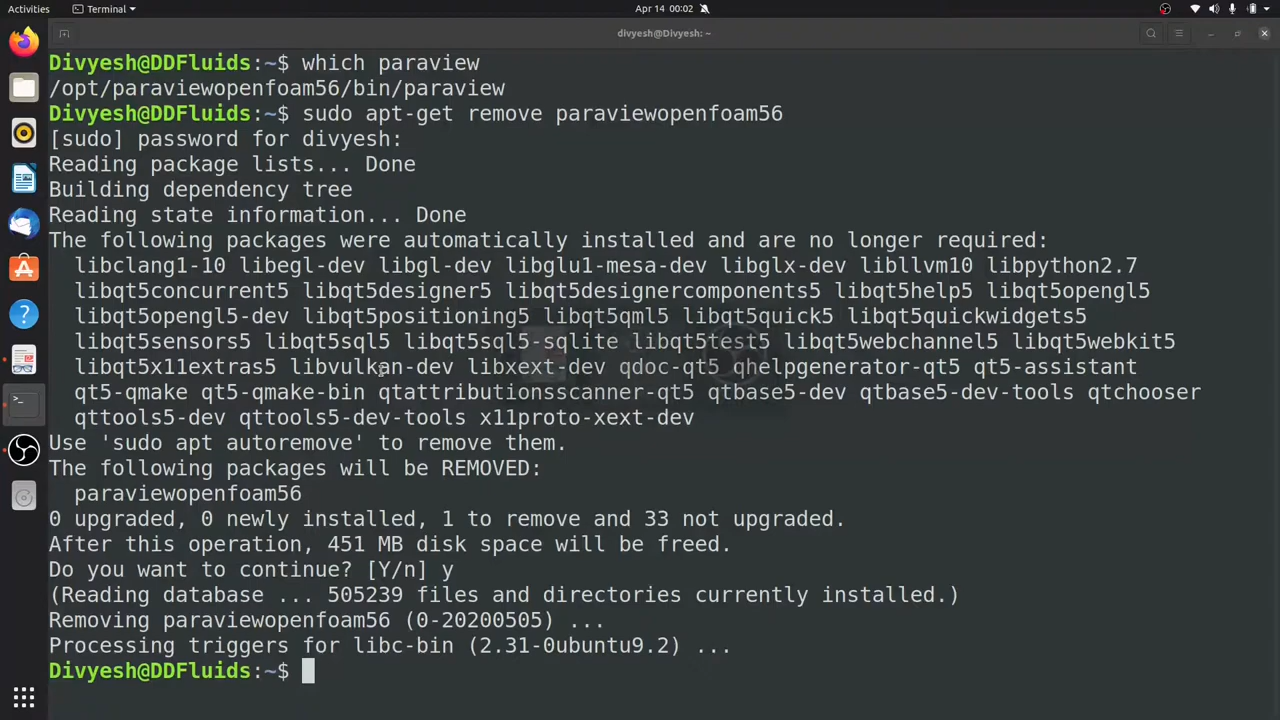 Activities
Terminal
Apr 14 00:02
divyesh@Divyesh: ~
Divyesh@DDFluids:~$ which paraview
/opt/paraviewopenfoam56/bin/paraview
Divyesh@DDFluids:~$ sudo apt-get remove paraviewopenfoam56
[sudo] password for divyesh:
Reading package lists... Done
Building dependency tree
Reading state information... Done
The following packages were automatically installed and are no longer required:
libclang1-10 libegl-dev libgl-dev libglu1-mesa-dev libglx-dev libllvm10 libpython2.7
libqt5concurrent5 libqt5designer5 libqt5designercomponents5 libqt5help5 libqt5opengl5
libqt5opengl5-dev libqt5positioning5 libqt5qml5 libqt5quick5 libqt5quickwidgets5
libqt5sensors5 libqt5sql5 libqt5sql5-sqlite libqt5test5 libqt5webchannel5 libqt5webkit5
libqt5x11extras5 libvulkan-dev libxext-dev qdoc-qt5 qhelpgenerator-qt5 qt5-assistant
qt5-qmake qt5-qmake-bin qtattributionsscanner-qt5 qtbase5-dev qtbase5-dev-tools qtchooser
qttools5-dev qttools5-dev-tools x11proto-xext-dev
Use 'sudo apt autoremove' to remove them.
The following packages will be REMOVED:
paraviewopenfoam56
0 upgraded, 0 newly installed, 1 to remove and 33 not upgraded.
After this operation, 451 MB disk space will be freed.
Do you want to continue? [Y/n] y
(Reading database ... 505239 files and directories currently installed.)
Removing paraviewopenfoam56 (0-20200505) ...
Processing triggers for libc-bin (2.31-0ubuntu9.2) ...
Divyesh@DDFluids:~$